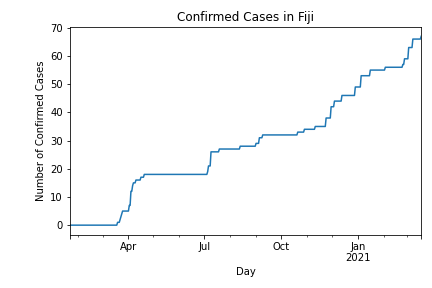 Confirmed Cases in Fiji
70
60
50
40
30
20
10
0
Number of Confirmed Cases
Apr
Jul
Oct
Jan
2021
Day